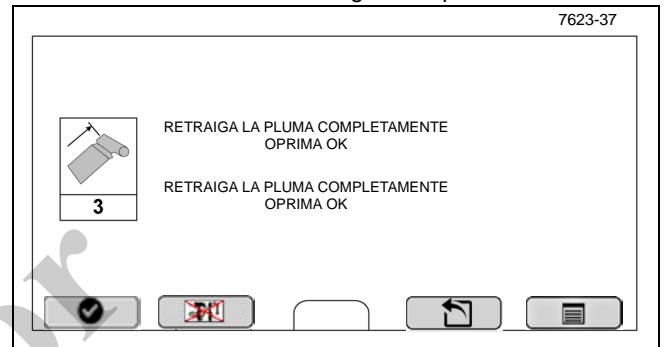 7623-37
RETRAIGA LA PLUMA COMPLETAMENTE
OPRIMA OK
RETRAIGA LA PLUMA COMPLETAMENTE
OPRIMA OK
3